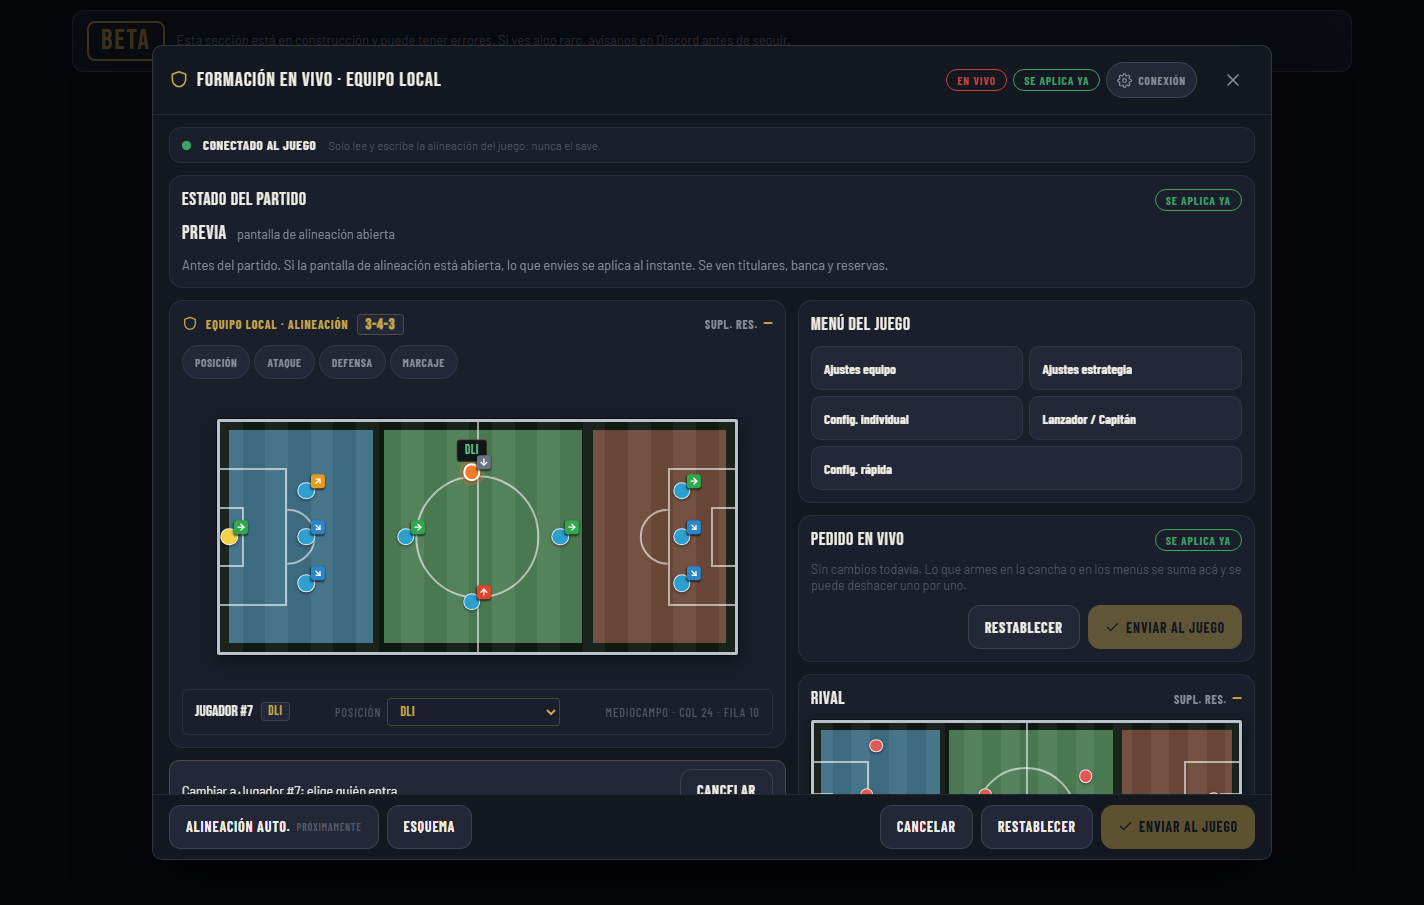 BETA
Esta sección está en construcción y puede tener errores. Si ves algo raro, avisanos en Discord antes de seguir.
FORMACIÓN EN VIVO · EQUIPO LOCAL
EN VIVO
SE APLICA YA
CONEXIÓN
CONECTADO AL JUEGO
Solo lee y escribe la alineación del juego: nunca el save.
ESTADO DEL PARTIDO
SE APLICA YA
PREVIA pantalla de alineación abierta
Antes del partido. Si la pantalla de alineación está abierta, lo que envíes se aplica al instante. Se ven titulares, banca y reservas.
EQUIPO LOCAL · ALINEACIÓN
3-4-3
SUPL. RES. —
POSICIÓN
ATAQUE
DEFENSA
MARCAJE
DLI
JUGADOR #7
DLI
POSICIÓN
DLI
MEDIOCAMPO · COL 24 · FILA 10
Cambiar a Jugador #7: elige quién entra
CANCELAR
MENÚ DEL JUEGO
Ajustes equipo
Ajustes estrategia
Config. individual
Lanzador / Capitán
Config. rápida
PEDIDO EN VIVO
SE APLICA YA
Sin cambios todavía. Lo que armes en la cancha o en los menús se suma acá y se
puede deshacer uno por uno.
RESTABLECER
ENVIAR AL JUEGO
RIVAL
SUPL. RES. —
ALINEACIÓN AUTO. PRÓXIMAMENTE
ESQUEMA
CANCELAR
RESTABLECER
ENVIAR AL JUEGO